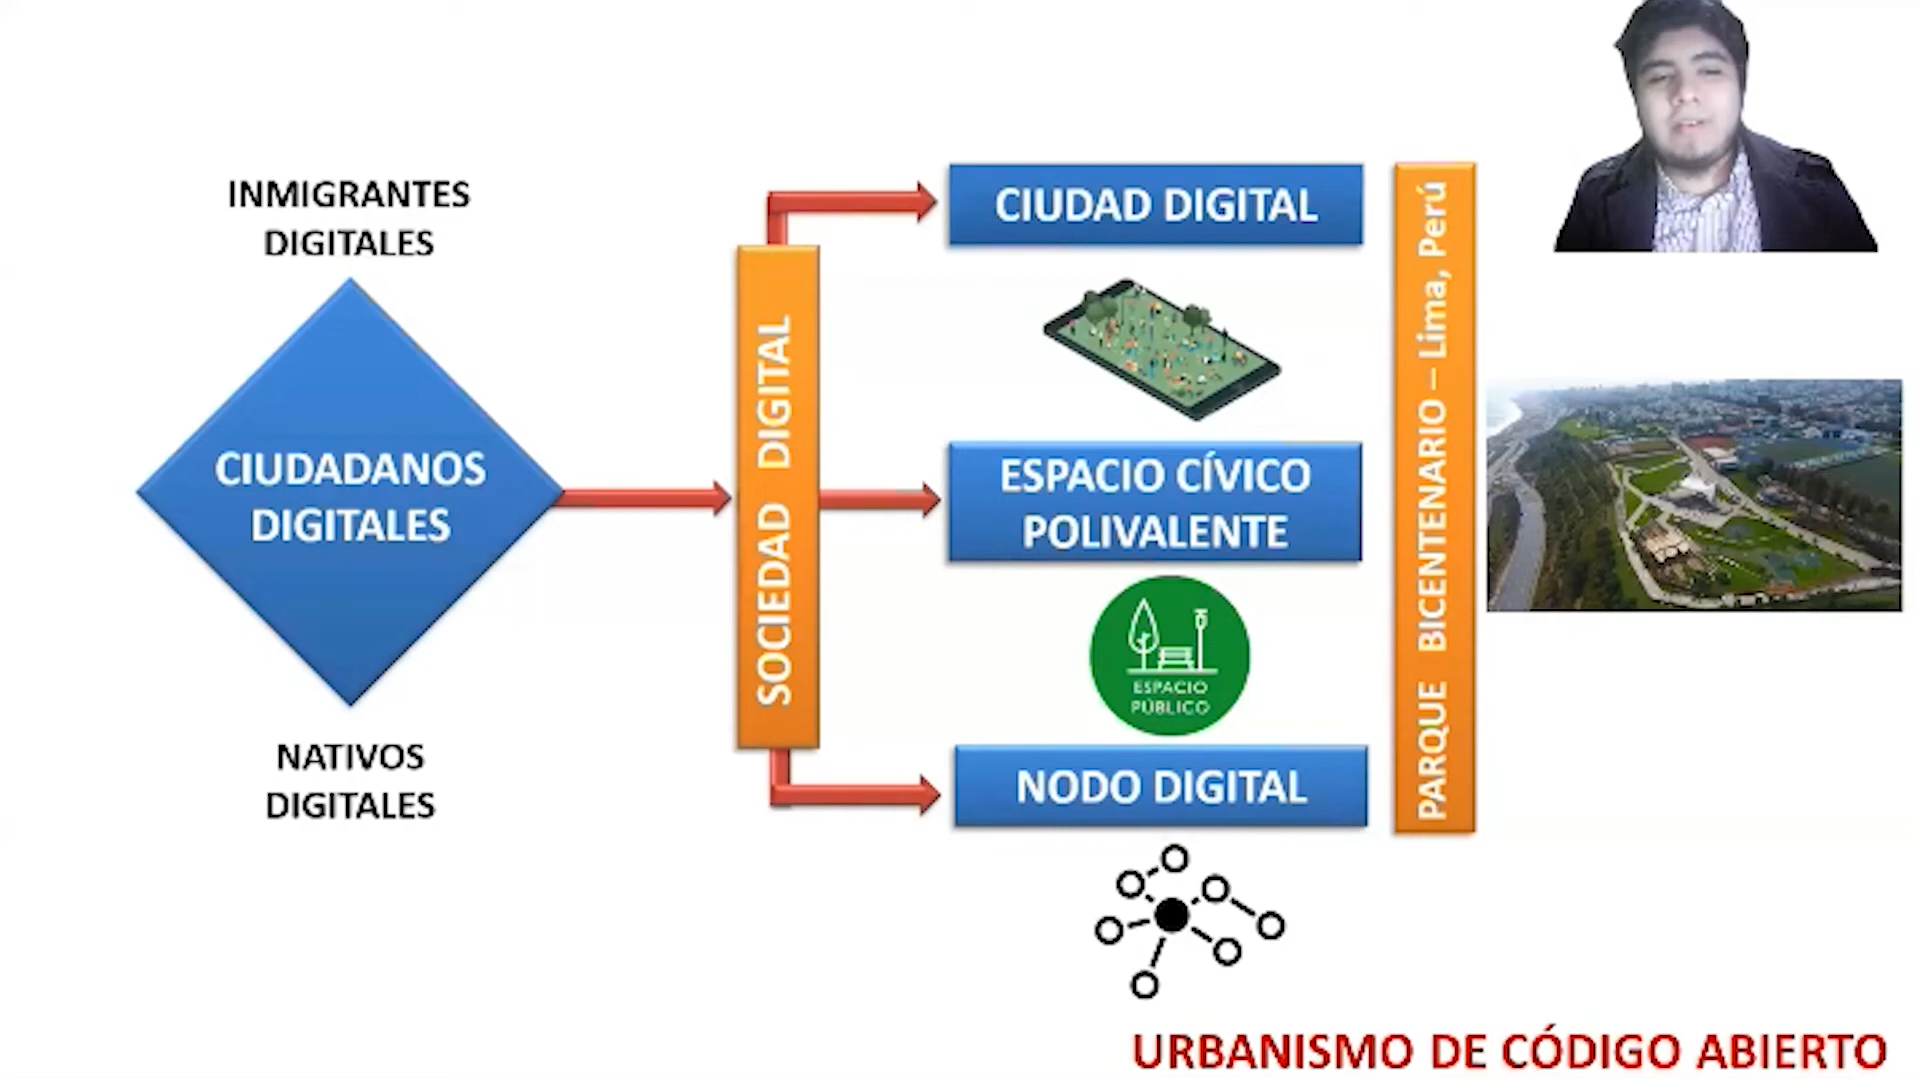 INMIGRANTES
DIGITALES
CIUDADANOS
DIGITALES
NATIVOS
DIGITALES
SOCIEDAD DIGITAL
CIUDAD DIGITAL
ESPACIO CÍVICO
POLIVALENTE
ESPACIO
PÚBLICO
NODO DIGITAL
PARQUE BICENTENARIO – Lima, Perú
URBANISMO DE CÓDIGO ABIERTO